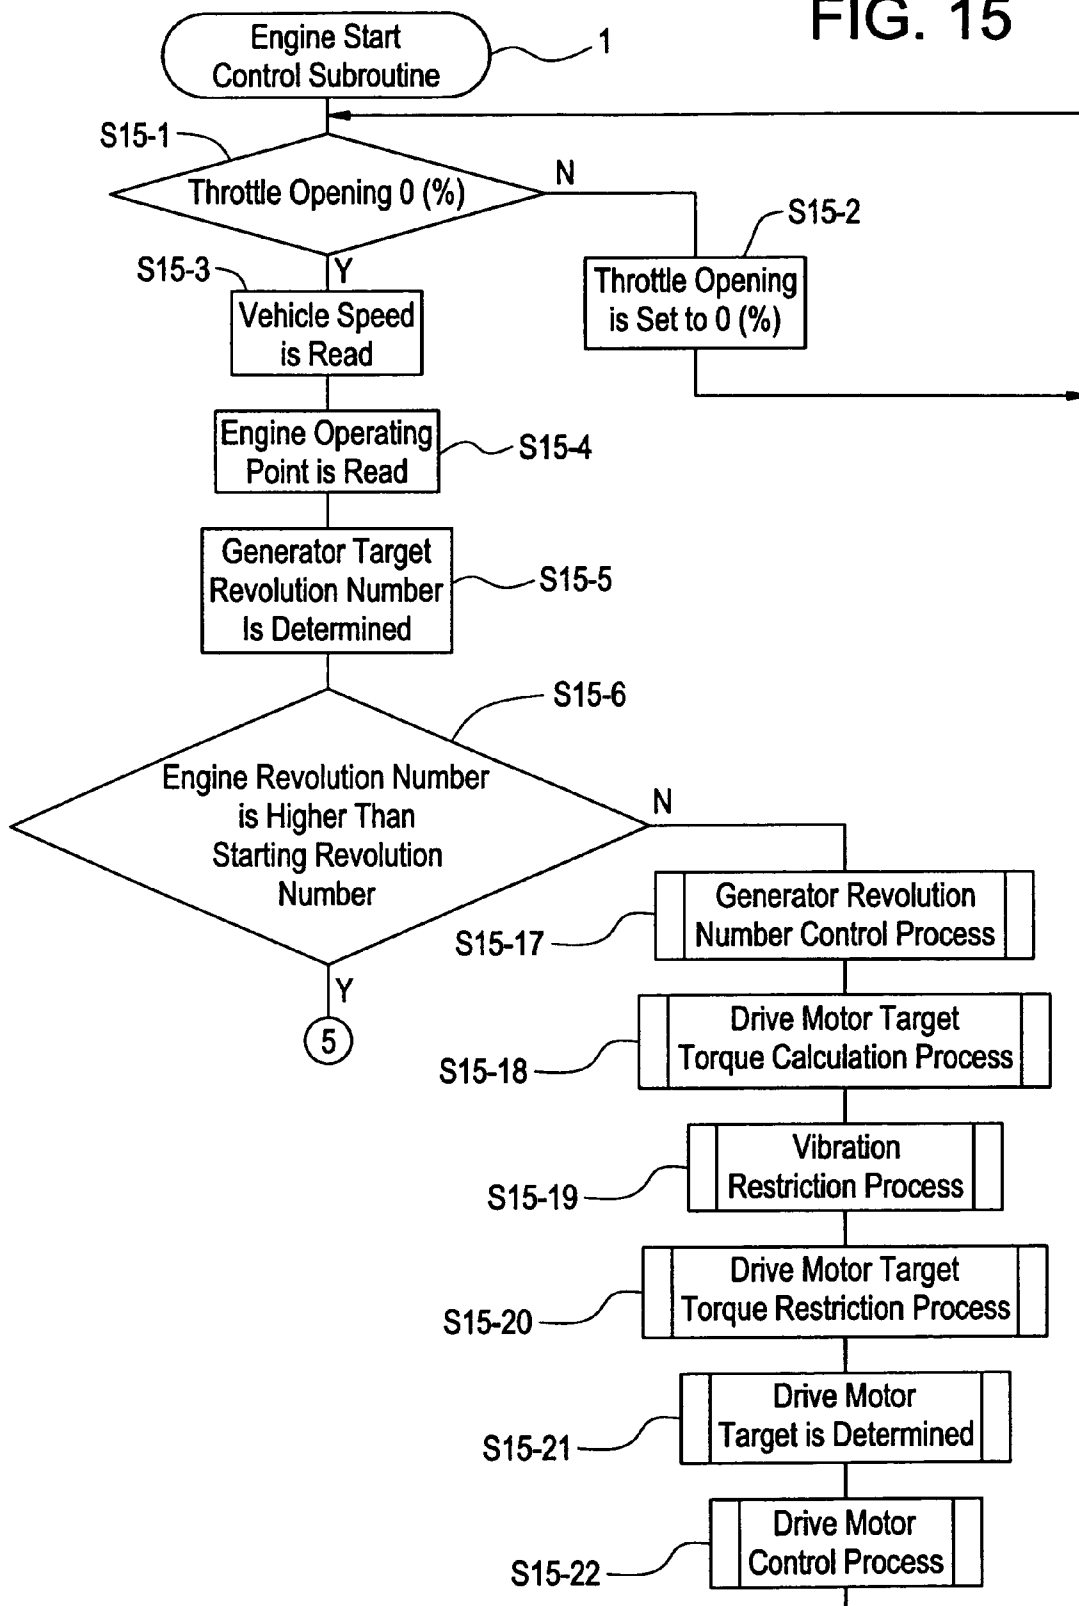 FIG. 15
Engine Start
Control Subroutine
1
S15-1
Throttle Opening 0 (%)
N
S15-2
Throttle Opening
is Set to 0 (%)
Y
S15-3
Vehicle Speed
is Read
Engine Operating
Point is Read
S15-4
Generator Target
Revolution Number
Is Determined
S15-5
S15-6
Engine Revolution Number
is Higher Than
Starting Revolution
Number
N
Y
5
Generator Revolution
Number Control Process
S15-17
Drive Motor Target
Torque Calculation Process
S15-18
Vibration
Restriction Process
S15-19
Drive Motor Target
Torque Restriction Process
S15-20
Drive Motor
Target is Determined
S15-21
Drive Motor
Control Process
S15-22